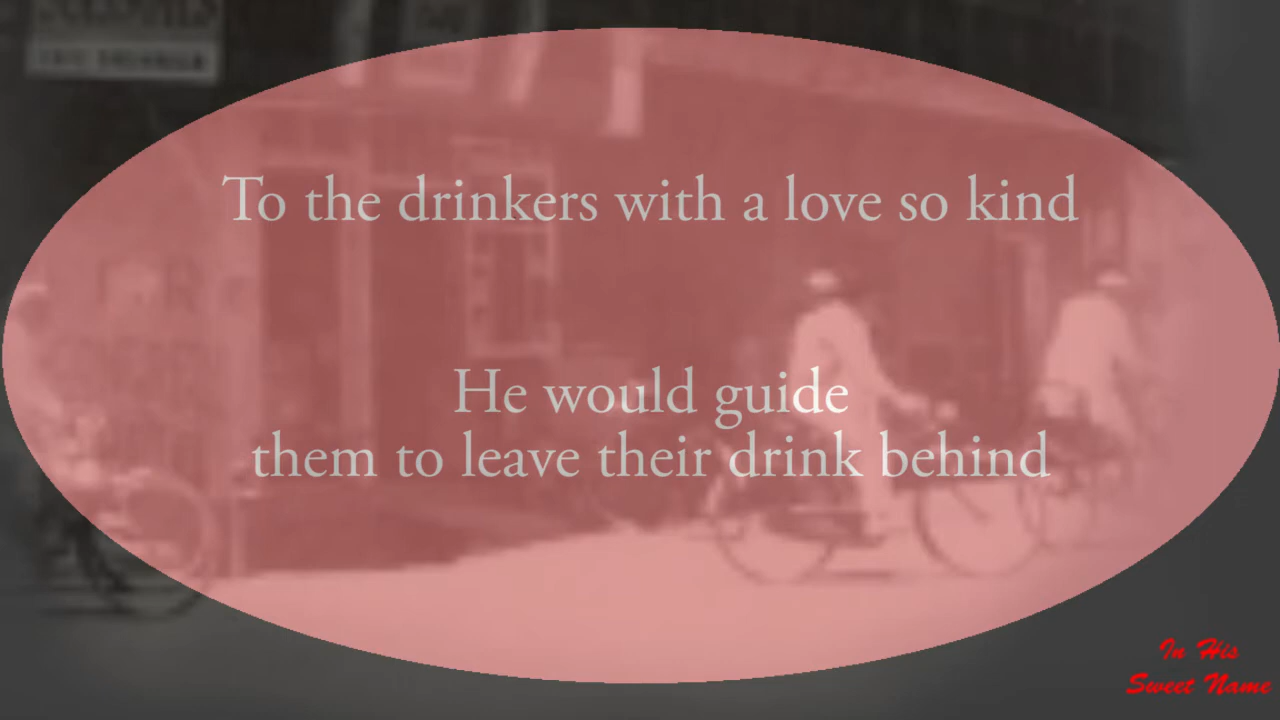 To the drinkers with a love so kind
He would guide
them to leave their drink behind
In His
Sweet Name